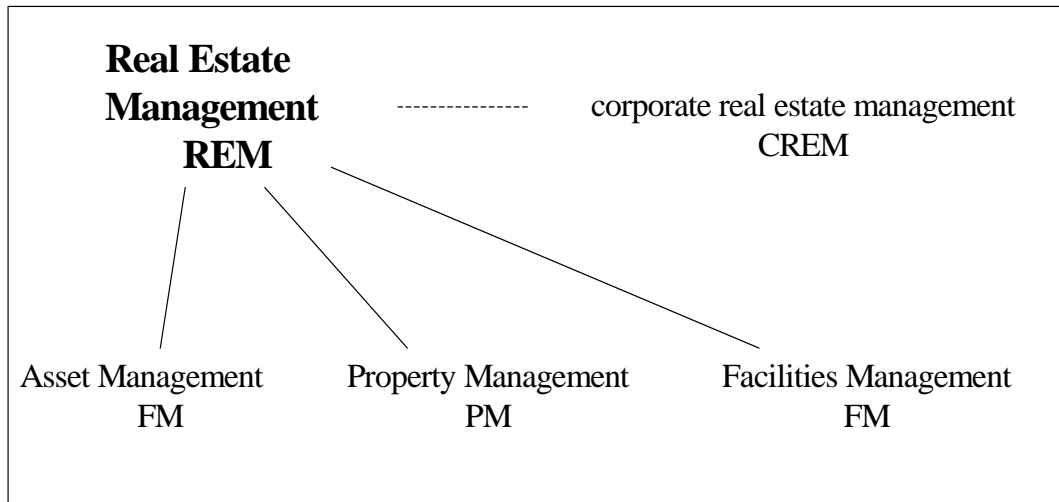 Real Estate
Management
REM
corporate real estate management
CREM
Asset Management
FM
Property Management
PM
Facilities Management
FM